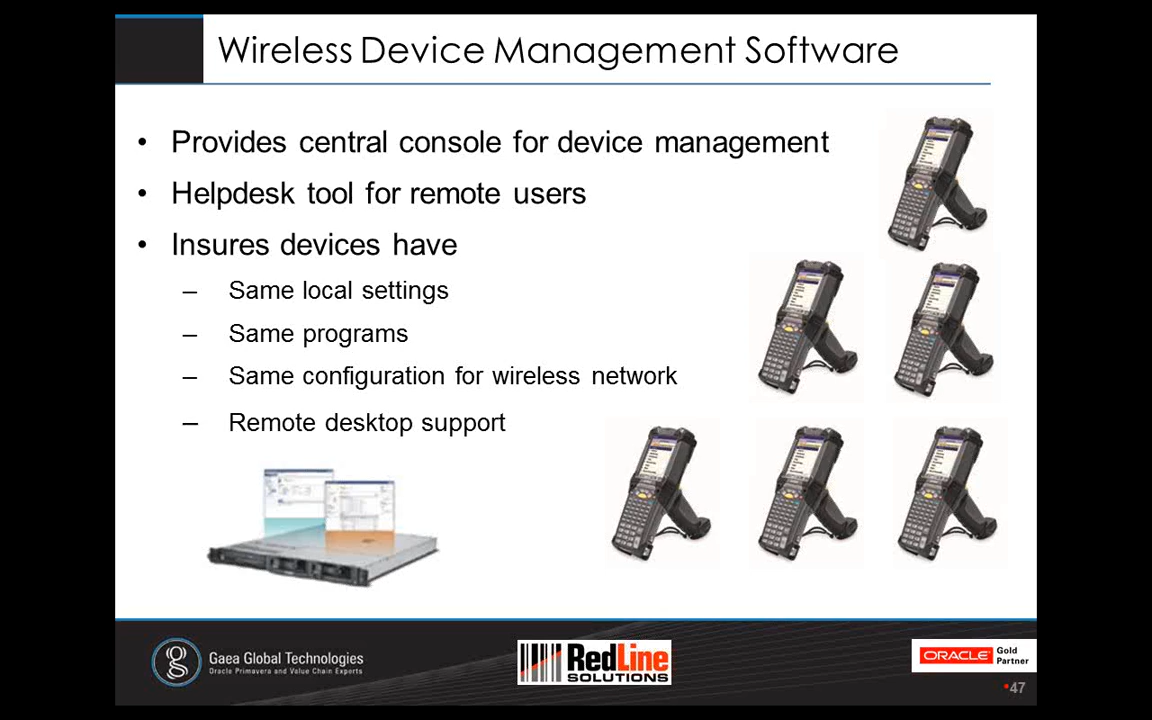 Wireless Device Management Software
• Provides central console for device management
• Helpdesk tool for remote users
• Insures devices have
– Same local settings
– Same programs
– Same configuration for wireless network
– Remote desktop support
g
Gaea Global Technologies
Oracle Primavera and Value Chain Experts
RedLine
SOLUTIONS
ORACLE Gold
Partner
•47